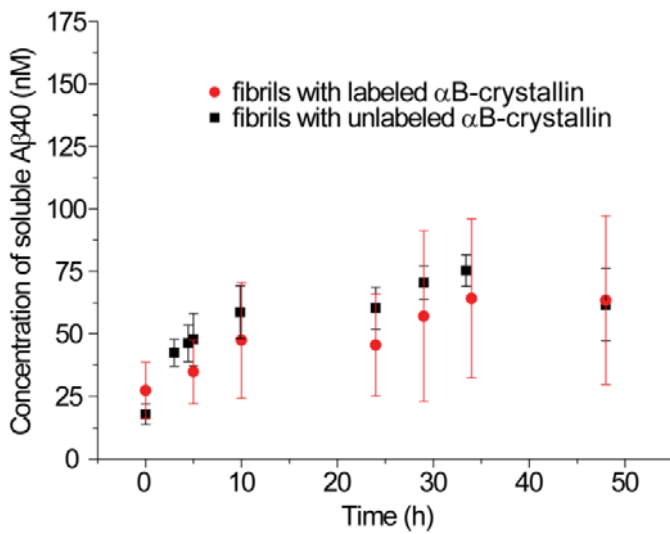 175
150
125
100
75
50
25
0
Concentration of soluble Aβ40 (nM)
fibrils with labeled αB-crystallin
fibrils with unlabeled αB-crystallin
0 10 20 30 40 50
Time (h)